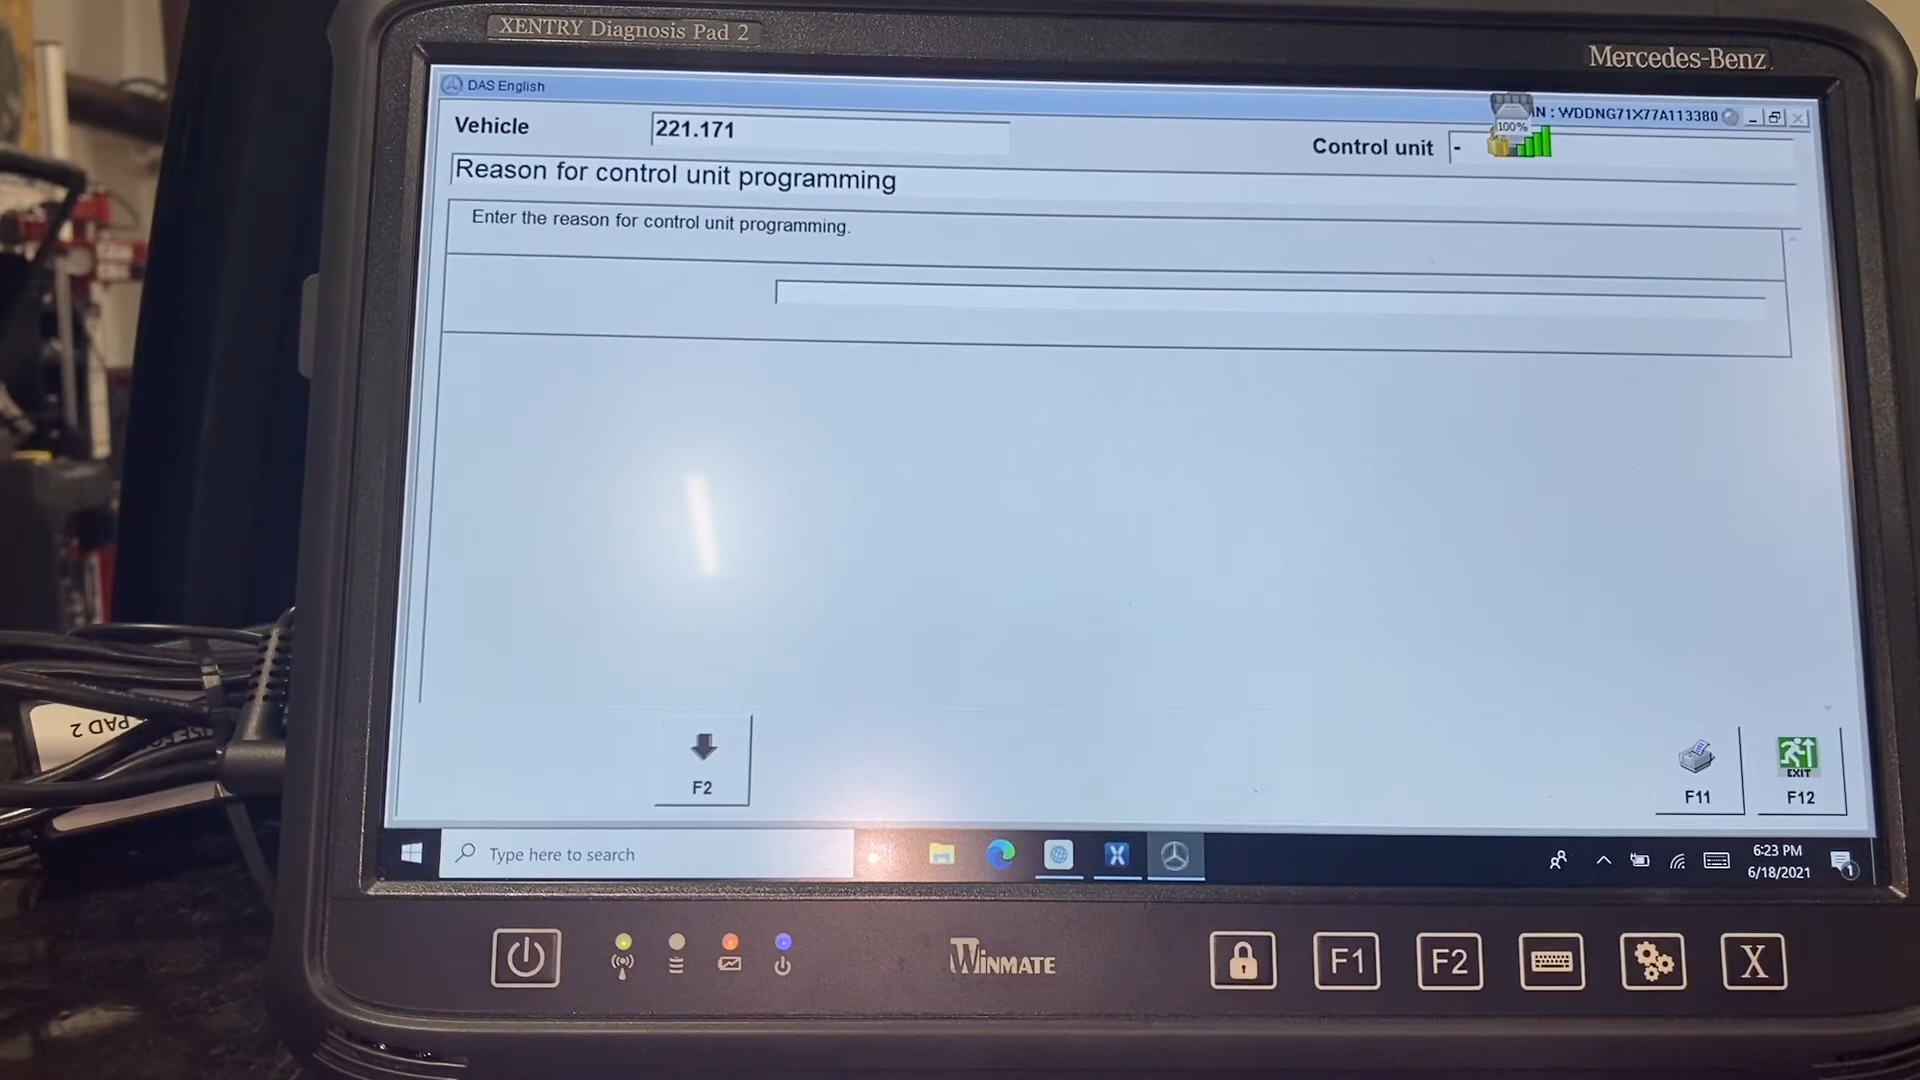 XENTRY Diagnosis Pad 2
Mercedes-Benz
DAS English
IN : WDDNG71X77A113380
Vehicle
221.171
100%
Control unit
-
Reason for control unit programming
Enter the reason for control unit programming.
F2
F11
EXIT
F12
Type here to search
X
6:23 PM
6/18/2021
1
PAD 2
WINMATE
F1
F2
X